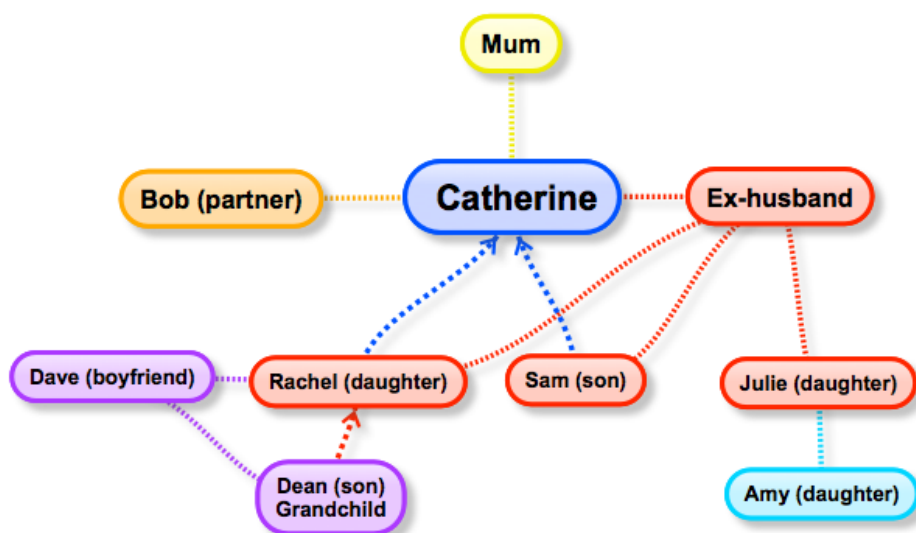 Mum
Bob (partner)
Catherine
Ex-husband
Dave (boyfriend)
Rachel (daughter)
Sam (son)
Julie (daughter)
Dean (son)
Grandchild
Amy (daughter)